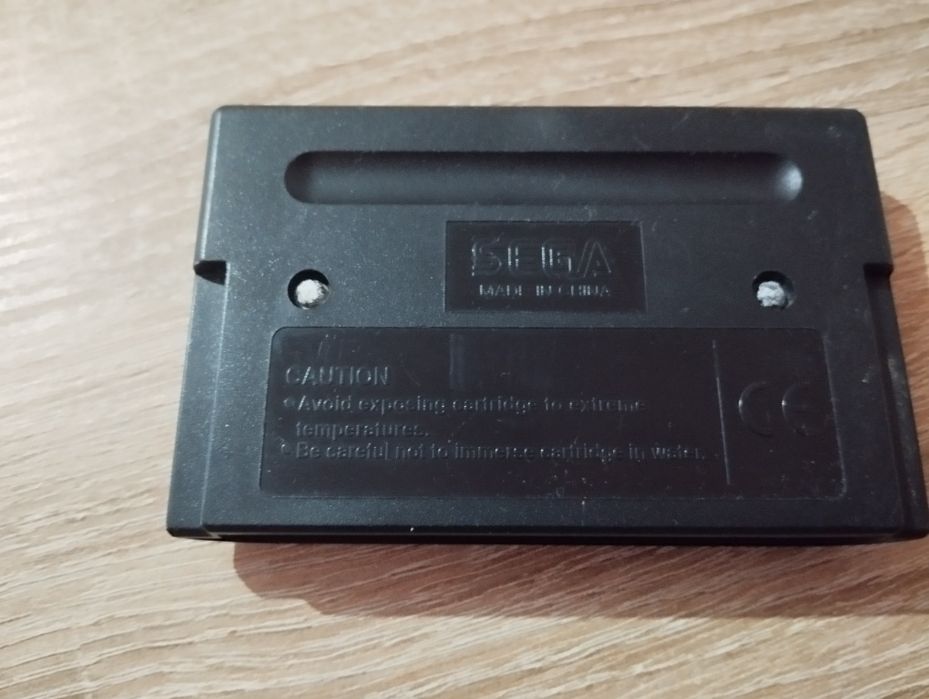 SEGA
MADE IN CHINA
CAUTION
•Avoid exposing cartridge to extreme
temperatures.
•Be careful not to immerse cartridge in water.
CE